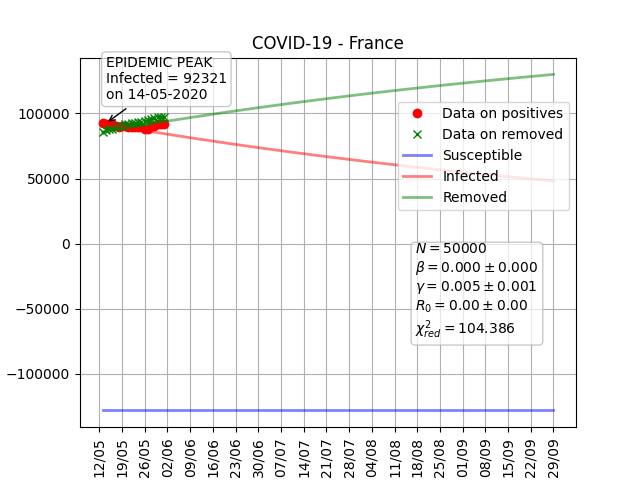 COVID-19 - France
EPIDEMIC PEAK
Infected = 92321
on 14-05-2020
100000
50000
0
−50000
−100000
Data on positives
Data on removed
Susceptible
Infected
Removed
N = 50000
β = 0.000 ± 0.000
γ = 0.005 ± 0.001
R₀ = 0.00 ± 0.00
χ²_red = 104.386
12/05
19/05
26/05
02/06
09/06
16/06
23/06
30/06
07/07
14/07
21/07
28/07
04/08
11/08
18/08
25/08
01/09
08/09
15/09
22/09
29/09